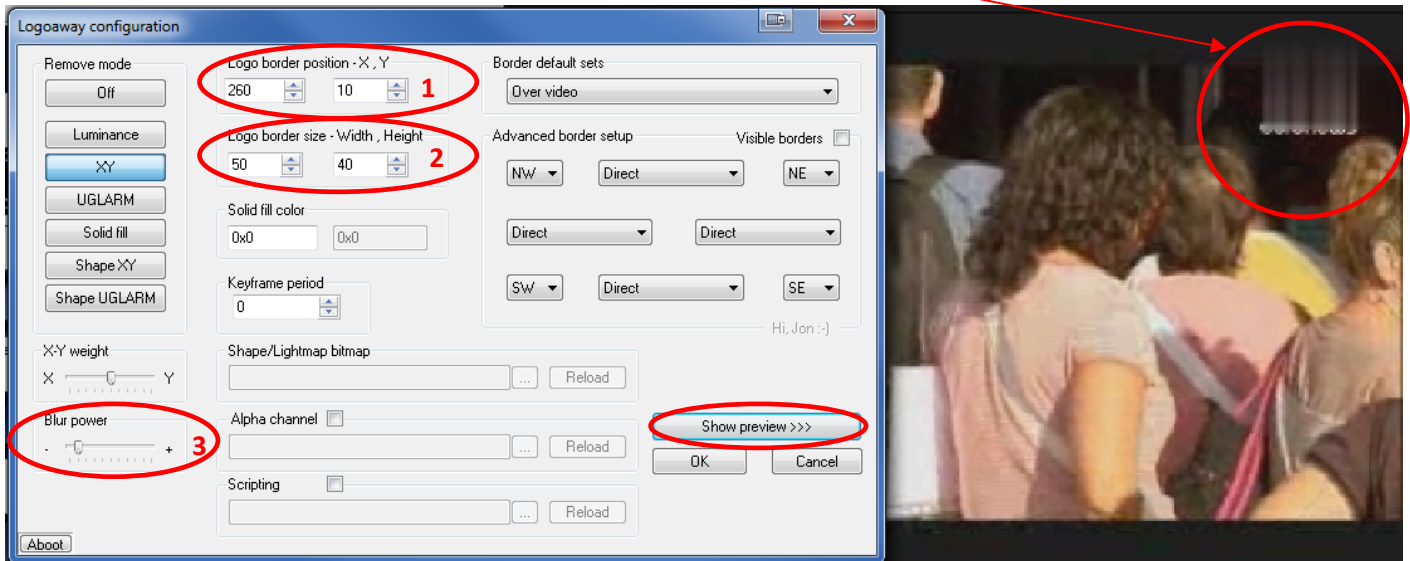 Logoaway configuration
Remove mode
Off
Luminance
XY
UGLARM
Solid fill
Shape XY
Shape UGLARM
X-Y weight
X Y
Blur power
- + 3
Logo border position - X , Y
260 10 1
Logo border size - Width , Height
50 40 2
Solid fill color
0x0 0x0
Keyframe period
0
Border default sets
Over video
Advanced border setup Visible borders
NW Direct NE
Direct Direct
SW Direct SE
Hi, Jon :-)
Shape/Lightmap bitmap
... Reload
Alpha channel
... Reload
Scripting
... Reload
Show preview >>>
OK Cancel
Aboot